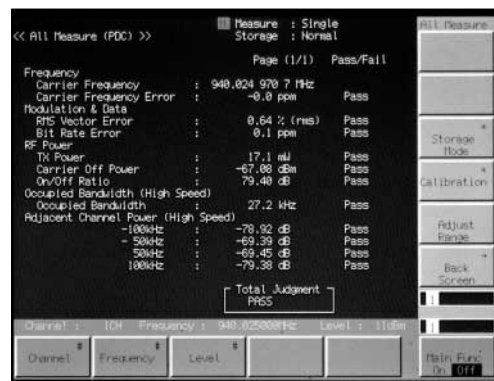 All Measure
<< All Measure (PDC) >>
Measure : Single
Storage : Normal
Page (1/1) Pass/Fail
Frequency
Carrier Frequency : 940.024 970 7 MHz
Carrier Frequency Error : -0.0 ppm Pass
Modulation & Data
RMS Vector Error : 0.64 % (rms) Pass
Bit Rate Error : 0.1 ppm Pass
RF Power
TX Power : 17.1 mW Pass
Carrier Off Power : -67.08 dBm Pass
On/Off Ratio : 79.40 dB Pass
Occupied Bandwidth (High Speed)
Occupied Bandwidth : 27.2 kHz Pass
Adjacent Channel Power (High Speed)
-100kHz : -78.92 dB Pass
- 50kHz : -69.39 dB Pass
50kHz : -69.45 dB Pass
100kHz : -79.38 dB Pass
Total Judgment
PASS
Channel : 1CH Frequency : 940.025000MHz Level : 11dBm
Channel #
Frequency #
Level #
*
Storage
Mode
*
Calibration
Adjust
Range
→
Back
Screen
1
1
Main Func
On Off